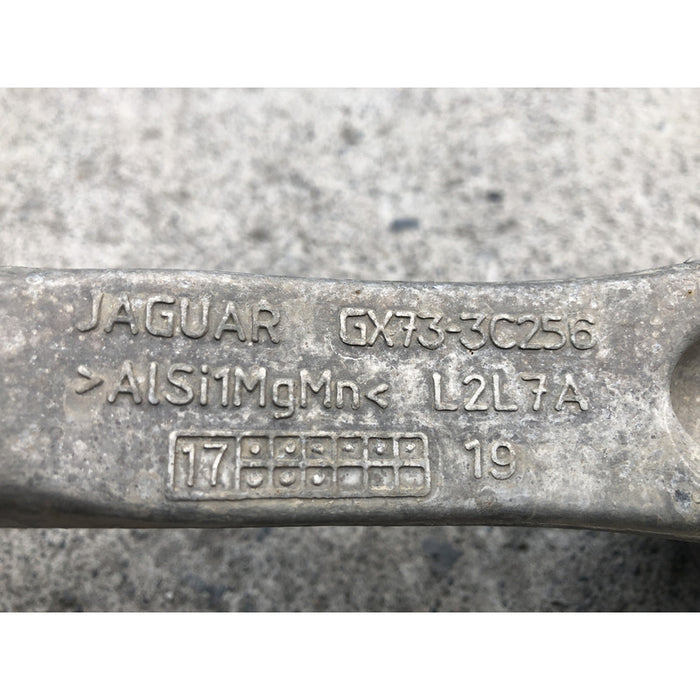 JAGUAR GX73-3C256
>AlSi1MgMn< L2L7A
17 19